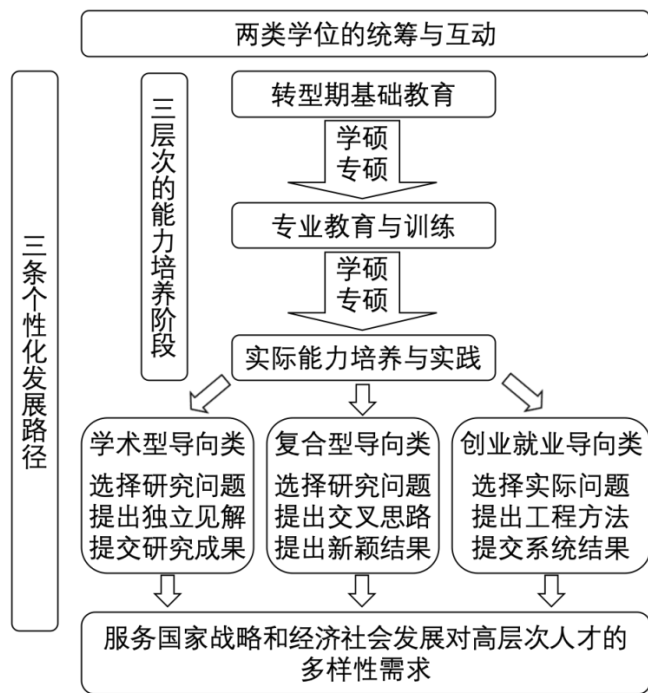 两类学位的统筹与互动
三条个性化发展路径
三层次的能力培养阶段
转型期基础教育
学硕
专硕
专业教育与训练
学硕
专硕
实际能力培养与实践
学术型导向类
选择研究问题
提出独立见解
提交研究成果
复合型导向类
选择研究问题
提出交叉思路
提出新颖结果
创业就业导向类
选择实际问题
提出工程方法
提交系统结果
服务国家战略和经济社会发展对高层次人才的
多样性需求